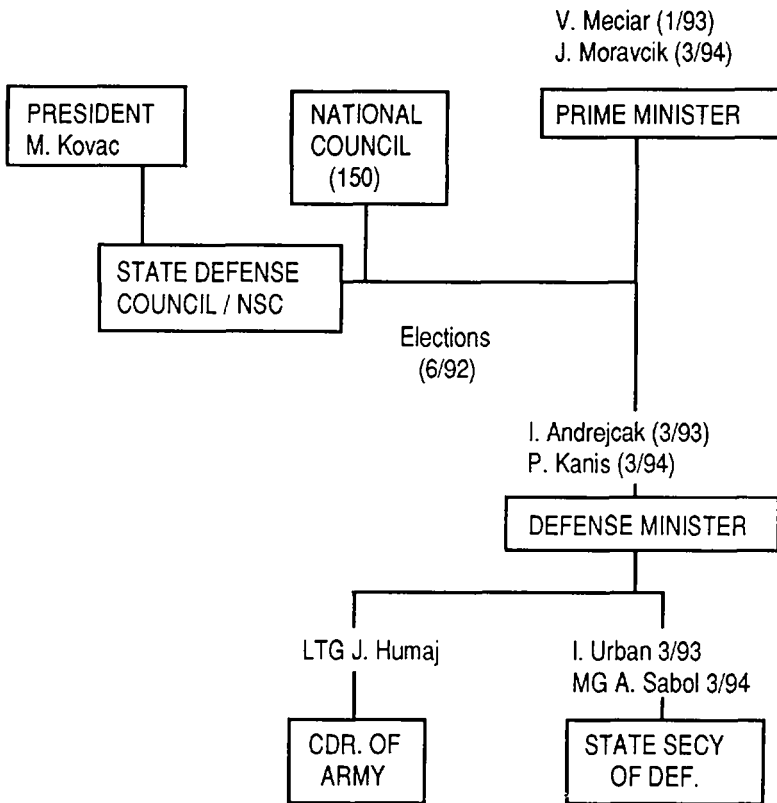 V. Meciar (1/93)
J. Moravcik (3/94)
PRESIDENT
M. Kovac
NATIONAL
COUNCIL
(150)
PRIME MINISTER
STATE DEFENSE
COUNCIL / NSC
Elections
(6/92)
I. Andrejcak (3/93)
P. Kanis (3/94)
DEFENSE MINISTER
LTG J. Humaj
I. Urban 3/93
MG A. Sabol 3/94
CDR. OF
ARMY
STATE SECY
OF DEF.